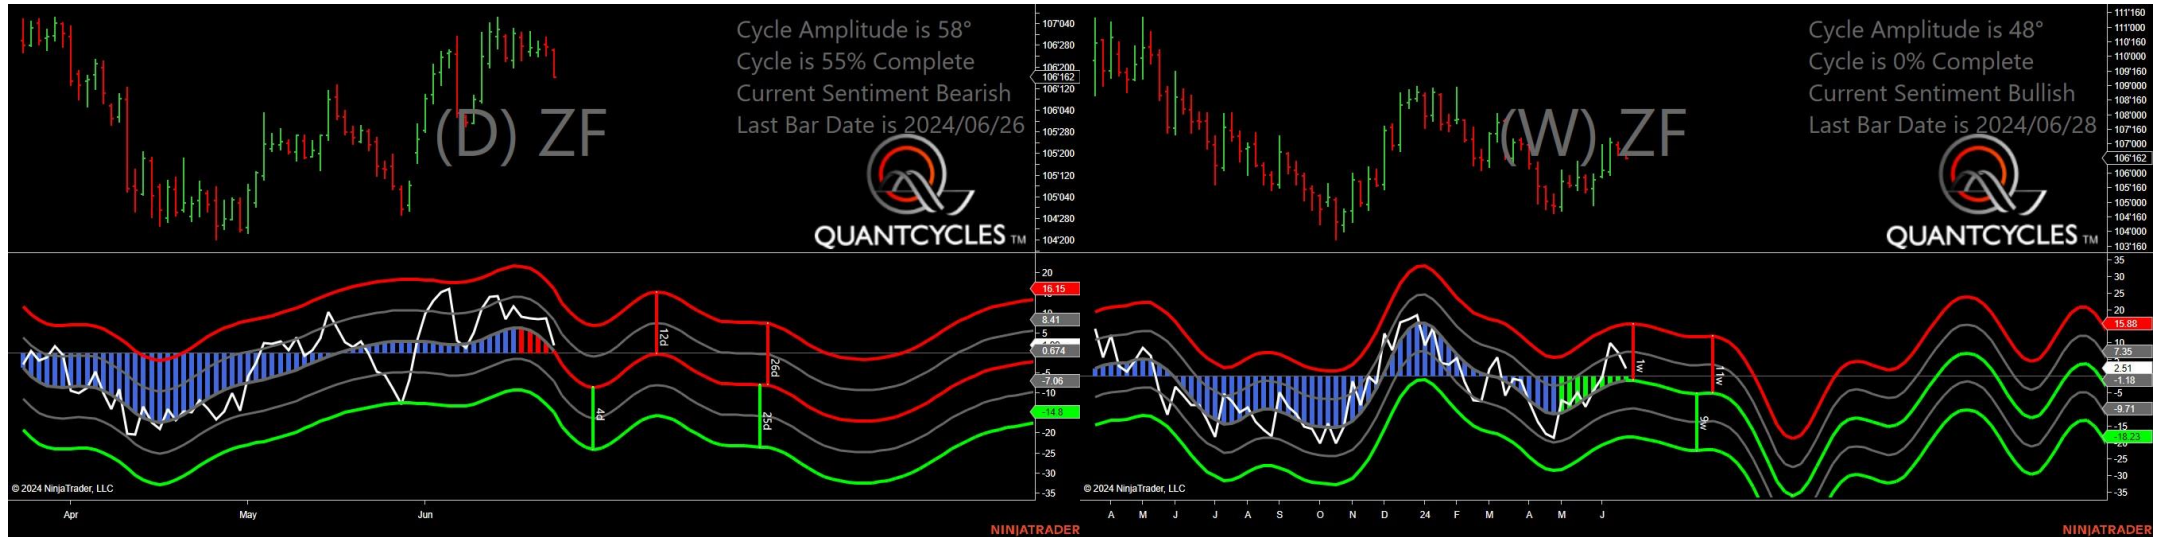 Cycle Amplitude is 58°
Cycle is 55% Complete
Current Sentiment Bearish
Last Bar Date is 2024/06/26
(D) ZF
QUANTCYCLES TM
107'040
106'280
106'200
106'162
106'120
106'040
105'280
105'200
105'120
105'040
104'280
104'200
20
16.15
8.41
5
0.674
-5
-7.06
-10
-14.8
-20
-25
-30
-35
12d
26d
4d
25d
© 2024 NinjaTrader, LLC
Apr
May
Jun
NINJATRADER
Cycle Amplitude is 48°
Cycle is 0% Complete
Current Sentiment Bullish
Last Bar Date is 2024/06/28
(W) ZF
QUANTCYCLES TM
111'160
111'000
110'160
110'000
109'160
109'000
108'160
108'000
107'160
107'000
106'162
106'000
105'160
105'000
104'160
104'000
103'160
35
30
25
20
15.88
7.35
2.51
-1.18
-5
-9.71
-15
-18.23
-25
-30
-35
1w
11w
9w
© 2024 NinjaTrader, LLC
A M J J A S O N D 24 F M A M J
NINJATRADER